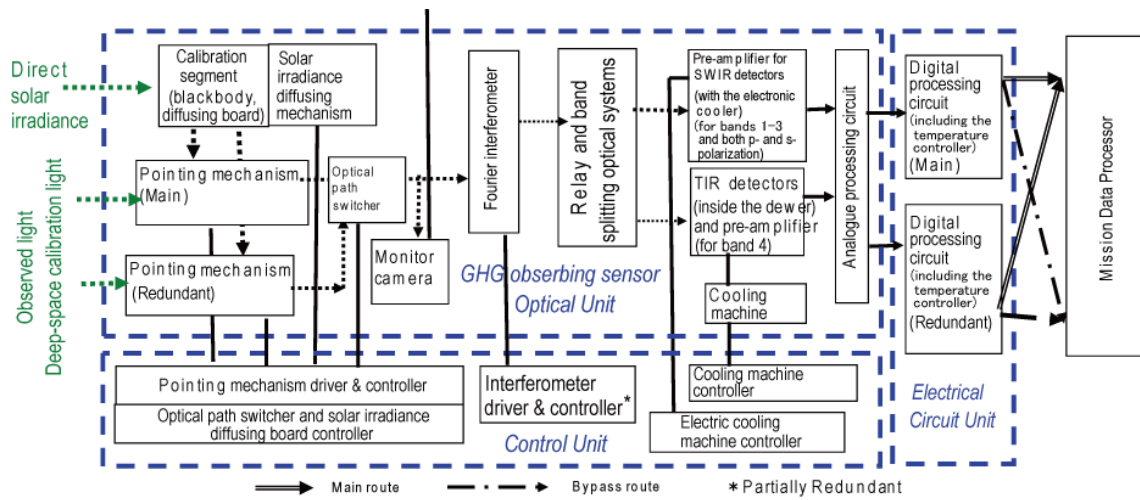 Direct
solar
irradiance
Observed light
Deep-space calibration light
Calibration
segment
(blackbody,
diffusing board)
Solar
irradiance
diffusing
mechanism
Pointing mechanism
(Main)
Pointing mechanism
(Redundant)
Optical
path
switcher
Monitor
camera
Fourier interferometer
Relay and band
splitting optical systems
Pre-amplifier for
SWIR detectors
(with the electronic
cooler)
(for bands 1-3
and both p- and s-
polarization)
TIR detectors
(inside the dewer)
and pre-amplifier
(for band 4)
Cooling
machine
Analogue processing circuit
GHG obserbing sensor
Optical Unit
Digital
processing
circuit
(including the
temperature
controller)
(Main)
Digital
processing
circuit
(including the
temperature
controller)
(Redundant)
Electrical
Circuit Unit
Mission Data Processor
Pointing mechanism driver & controller
Optical path switcher and solar irradiance
diffusing board controller
Interferometer
driver & controller*
Cooling machine
controller
Electric cooling
machine controller
Control Unit
Main route
Bypass route
*Partially Redundant